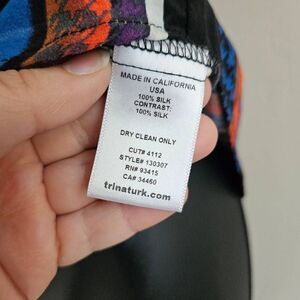 MADE IN CALIFORNIA
USA
100% SILK
CONTRAST:
100% SILK
DRY CLEAN ONLY
CUT# 4112
STYLE# 130307
RN# 93415
CA# 34460
trinaturk.com